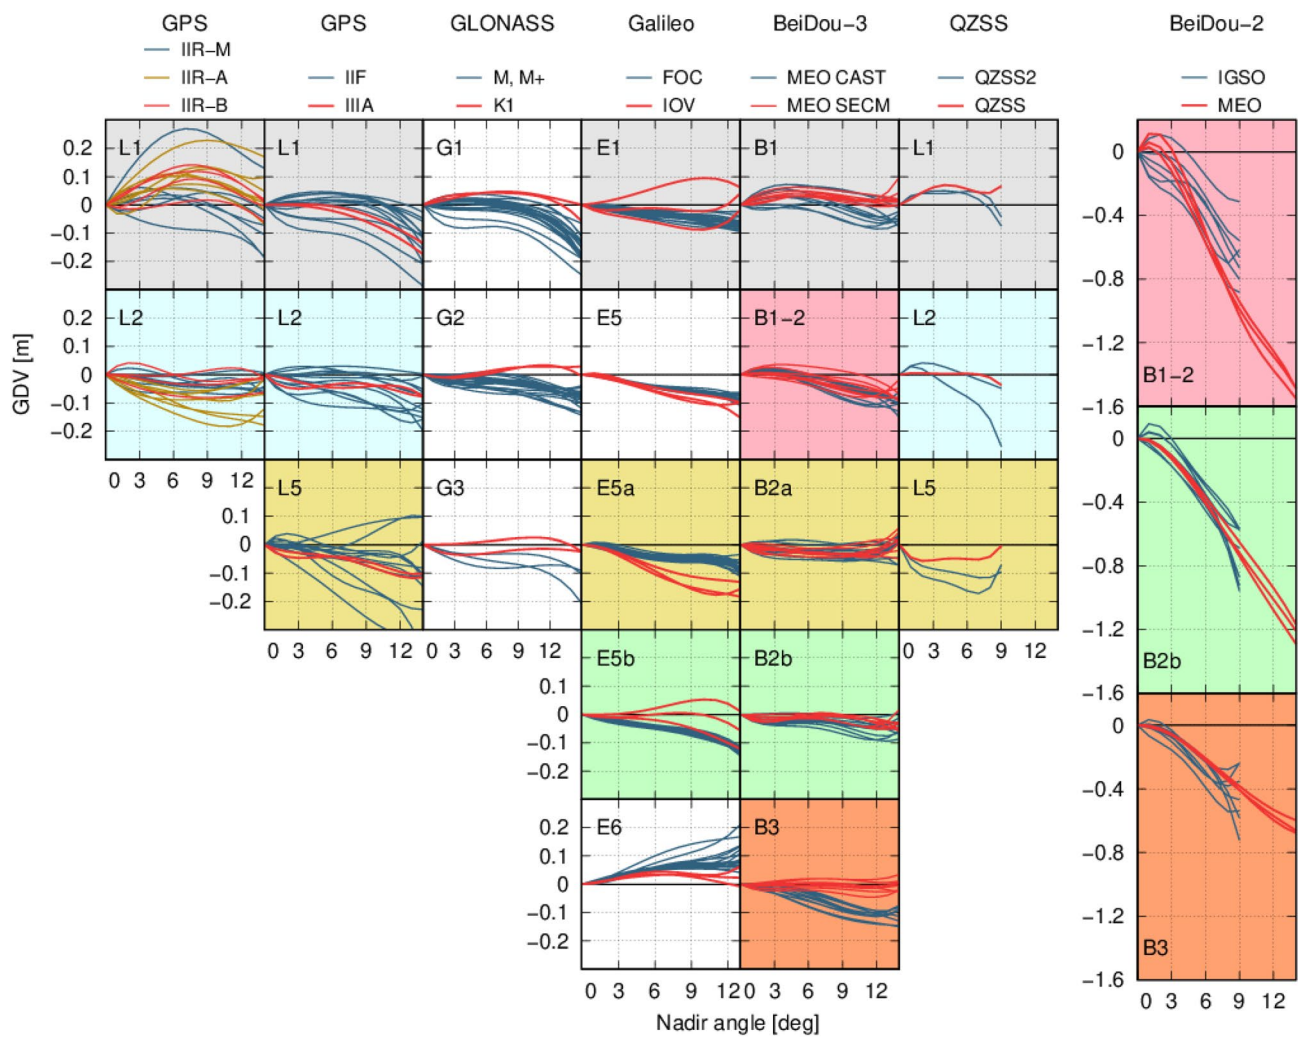 GPS GPS GLONASS Galileo BeiDou−3 QZSS BeiDou−2
IIR−M
IIR−A IIF M, M+ FOC MEO CAST QZSS2 IGSO
IIR−B IIIA K1 IOV MEO SECM QZSS MEO
L1 L1 G1 E1 B1 L1
0.2
0.1
0
−0.1
−0.2
L2 L2 G2 E5 B1−2 L2
0.2
0.1
0
−0.1
−0.2
0 3 6 9 12
L5 G3 E5a B2a L5
0.1
0
−0.1
−0.2
0 3 6 9 12 0 3 6 9 12 0 3 6 9 12
E5b B2b
0.1
0
−0.1
−0.2
E6 B3
0.2
0.1
0
−0.1
−0.2
0 3 6 9 12 0 3 6 9 12
Nadir angle [deg]
GDV [m]
0
−0.4
−0.8
−1.2
B1−2
−1.6
0
−0.4
−0.8
−1.2
B2b
−1.6
0
−0.4
−0.8
−1.2
B3
−1.6
0 3 6 9 12